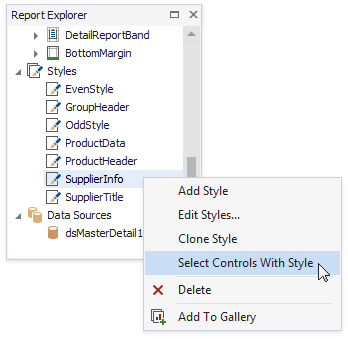 Report Explorer
DetailReportBand
BottomMargin
Styles
EvenStyle
GroupHeader
OddStyle
ProductData
ProductHeader
SupplierInfo
SupplierTitle
Data Sources
dsMasterDetail1
Add Style
Edit Styles...
Clone Style
Select Controls With Style
Delete
Add To Gallery